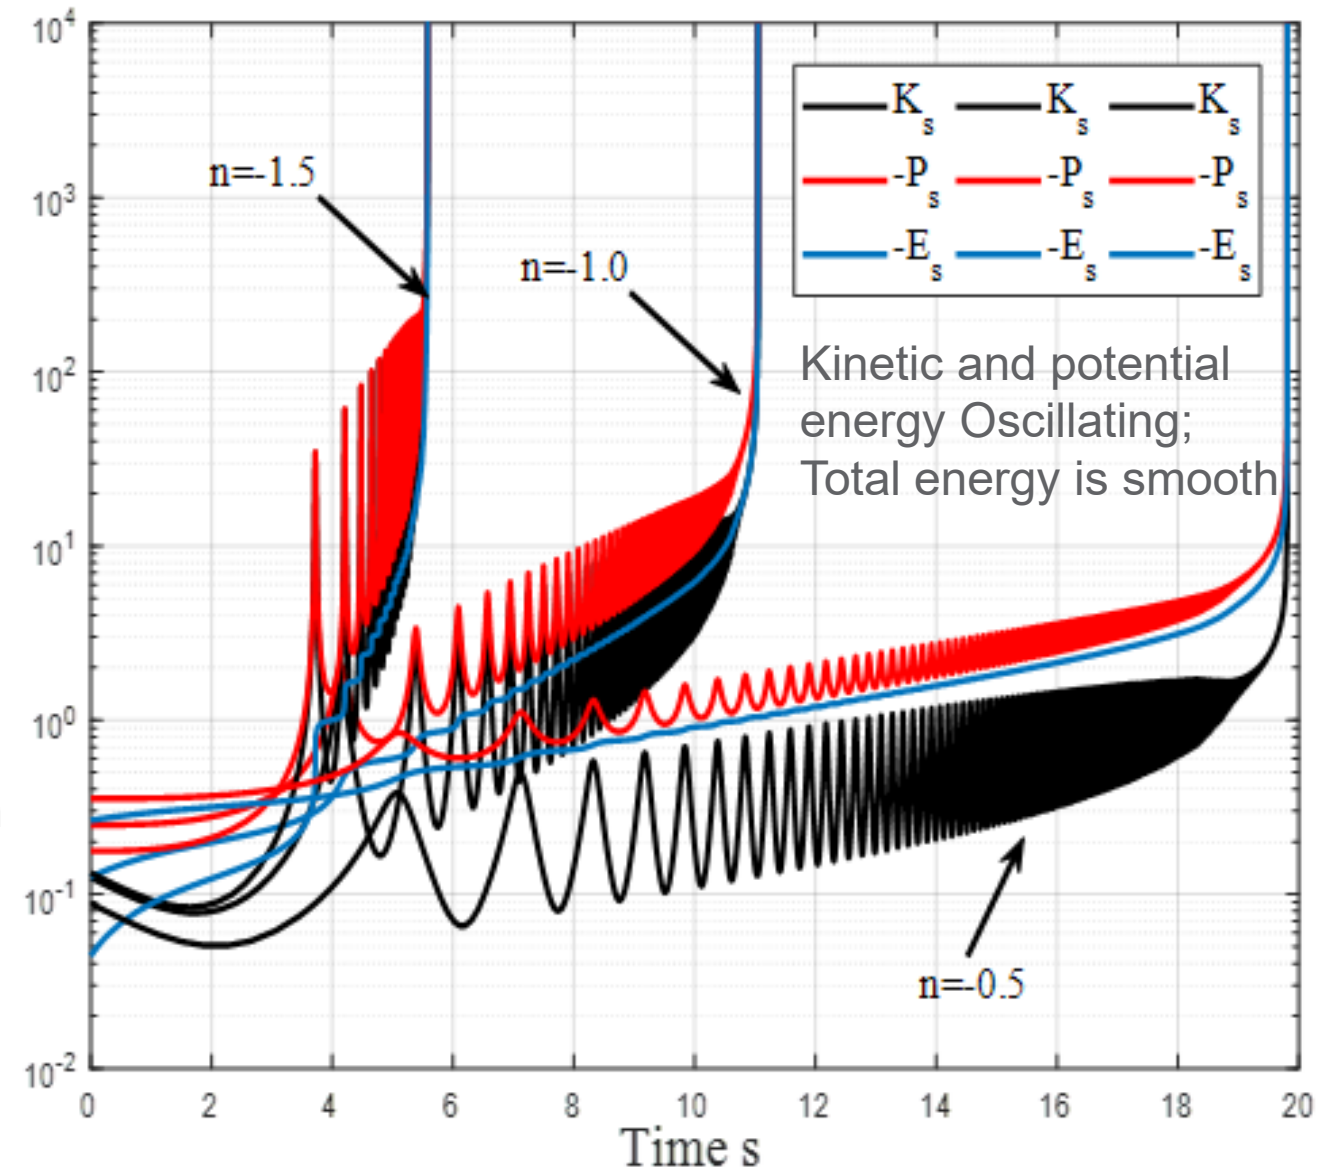 10^4
10^3
10^2
10^1
10^0
10^-1
10^-2
n=-1.5
n=-1.0
n=-0.5
K_s K_s K_s
-P_s -P_s -P_s
-E_s -E_s -E_s
Kinetic and potential
energy Oscillating;
Total energy is smooth
0 2 4 6 8 10 12 14 16 18 20
Time s